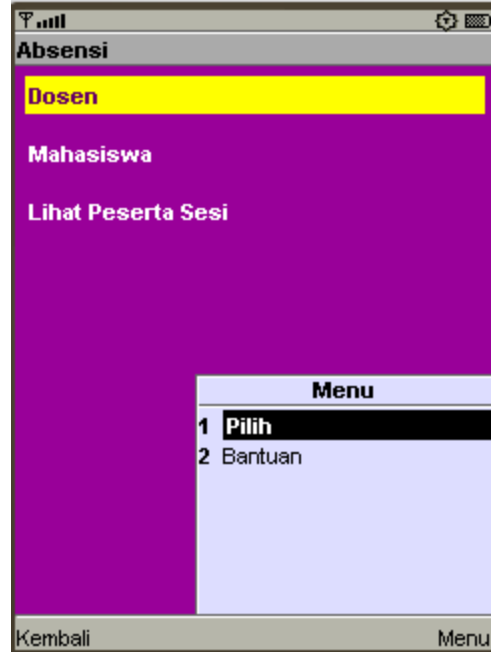 Absensi
Dosen
Mahasiswa
Lihat Peserta Sesi
Menu
1 Pilih
2 Bantuan
Kembali Menu